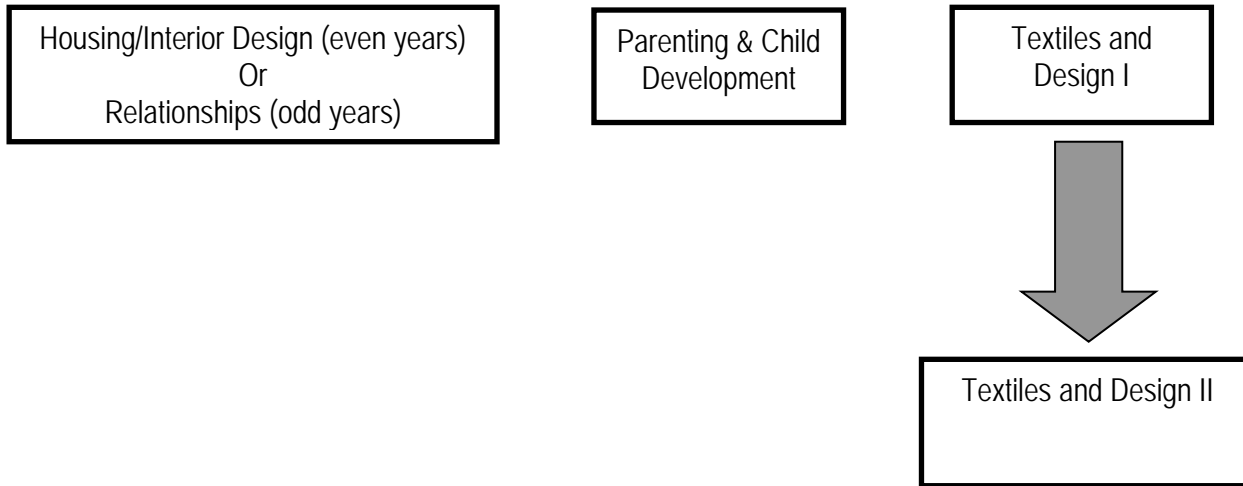 Housing/Interior Design (even years)
Or
Relationships (odd years)
Parenting & Child
Development
Textiles and
Design I
Textiles and Design II